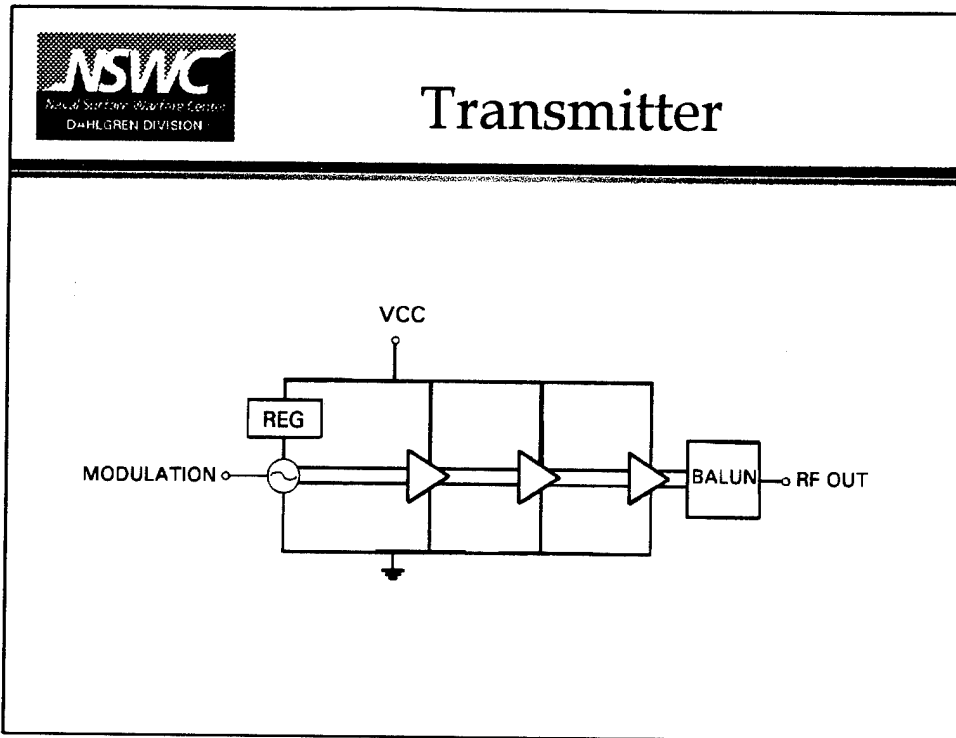 NSWC
Naval Surface Warfare Center
DAHLGREN DIVISION
Transmitter
VCC
REG
MODULATION
BALUN
RF OUT